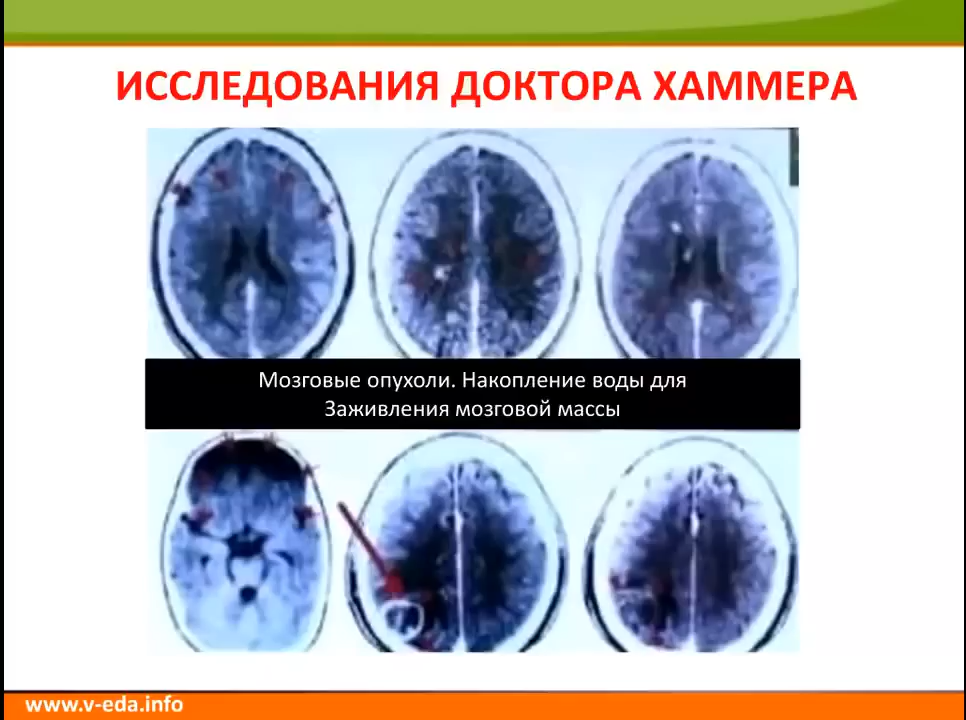 ИССЛЕДОВАНИЯ ДОКТОРА ХАММЕРА
Мозговые опухоли. Накопление воды для
Заживления мозговой массы
www.v-eda.info